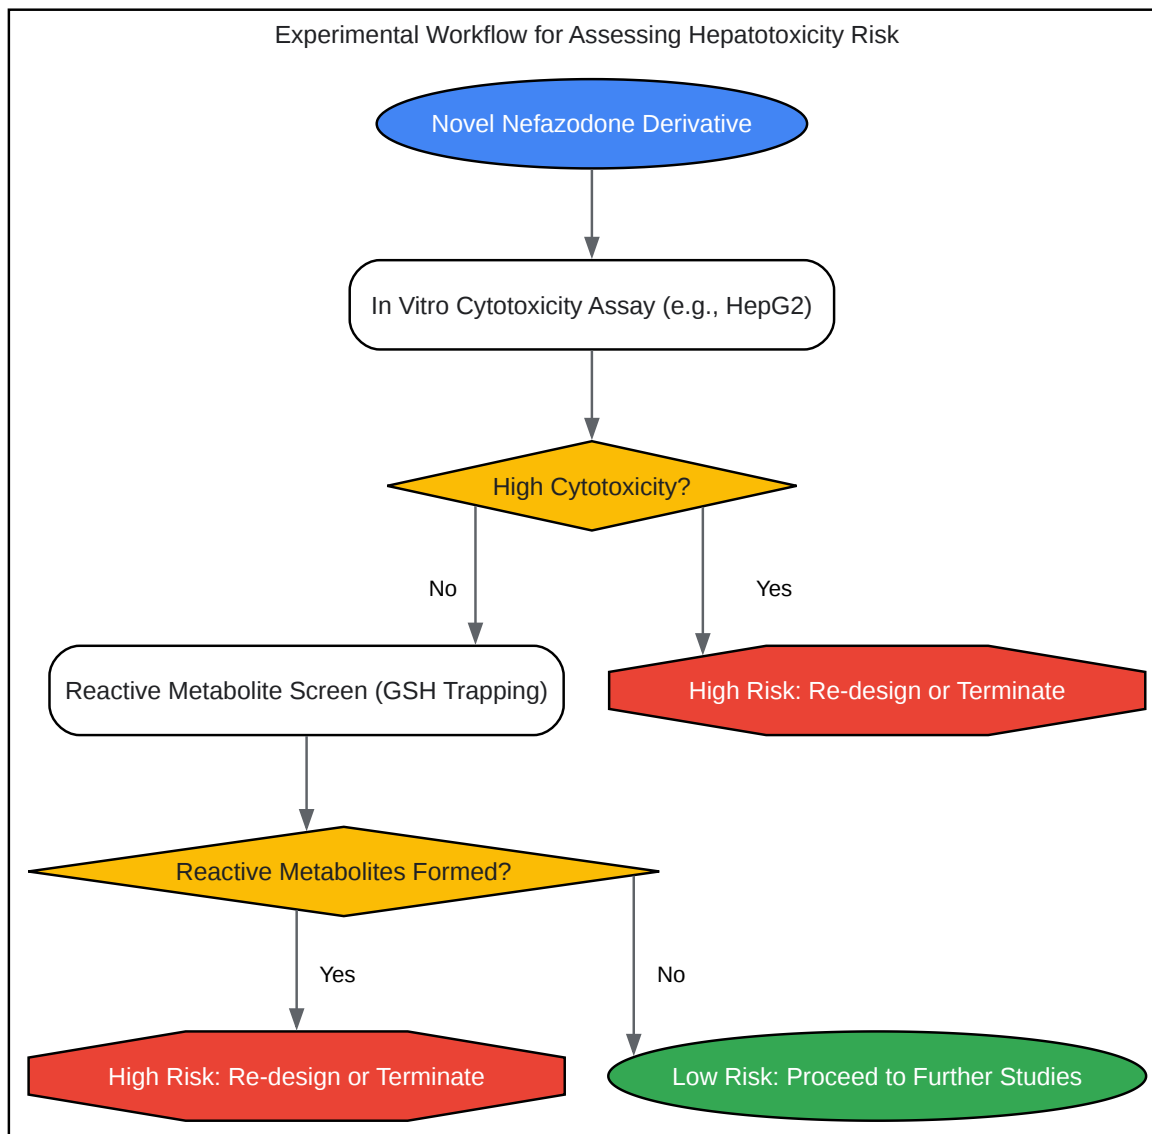 Experimental Workflow for Assessing Hepatotoxicity Risk
Novel Nefazodone Derivative
In Vitro Cytotoxicity Assay (e.g., HepG2)
High Cytotoxicity?
No
Yes
Reactive Metabolite Screen (GSH Trapping)
High Risk: Re-design or Terminate
Reactive Metabolites Formed?
Yes
No
High Risk: Re-design or Terminate
Low Risk: Proceed to Further Studies